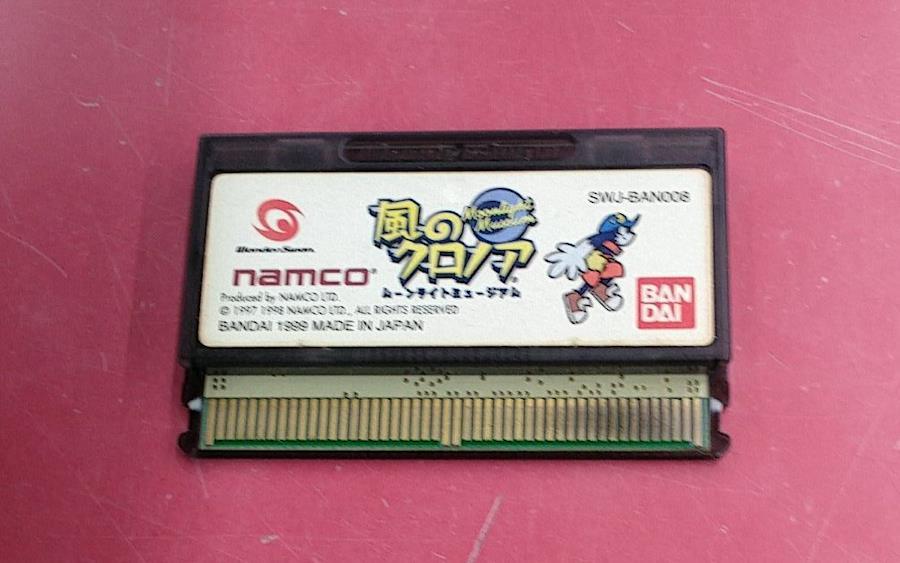 SWJ-BAN006
WonderSwan
風のクロノア
Moonlight Museum
ムーンライトミュージアム
namco
Produced by NAMCO LTD.
© 1997 1998 NAMCO LTD., ALL RIGHTS RESERVED
BANDAI 1999 MADE IN JAPAN
BAN
DAI